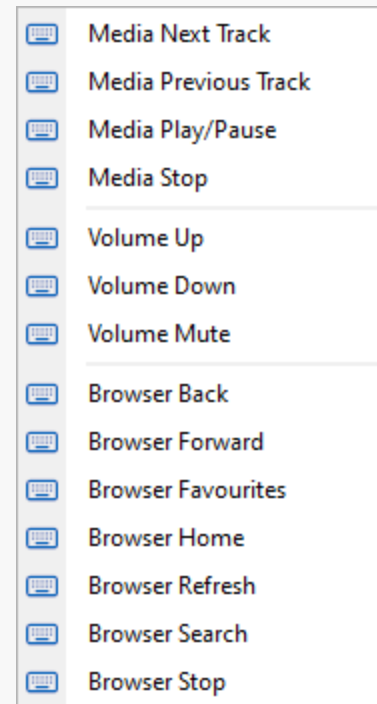 Media Next Track
Media Previous Track
Media Play/Pause
Media Stop
Volume Up
Volume Down
Volume Mute
Browser Back
Browser Forward
Browser Favourites
Browser Home
Browser Refresh
Browser Search
Browser Stop